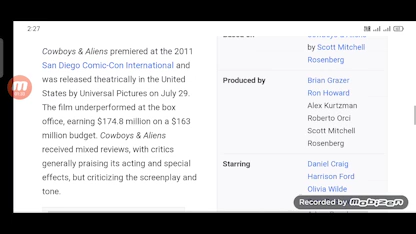 2:27
Cowboys & Aliens premiered at the 2011
San Diego Comic-Con International and
was released theatrically in the United
States by Universal Pictures on July 29.
The film underperformed at the box
office, earning $174.8 million on a $163
million budget. Cowboys & Aliens
received mixed reviews, with critics
generally praising its acting and special
effects, but criticizing the screenplay and
tone.
Based on
Cowboys & Aliens
by Scott Mitchell
Rosenberg
Produced by
Brian Grazer
Ron Howard
Alex Kurtzman
Roberto Orci
Scott Mitchell
Rosenberg
Starring
Daniel Craig
Harrison Ford
Olivia Wilde
Recorded by mobizen